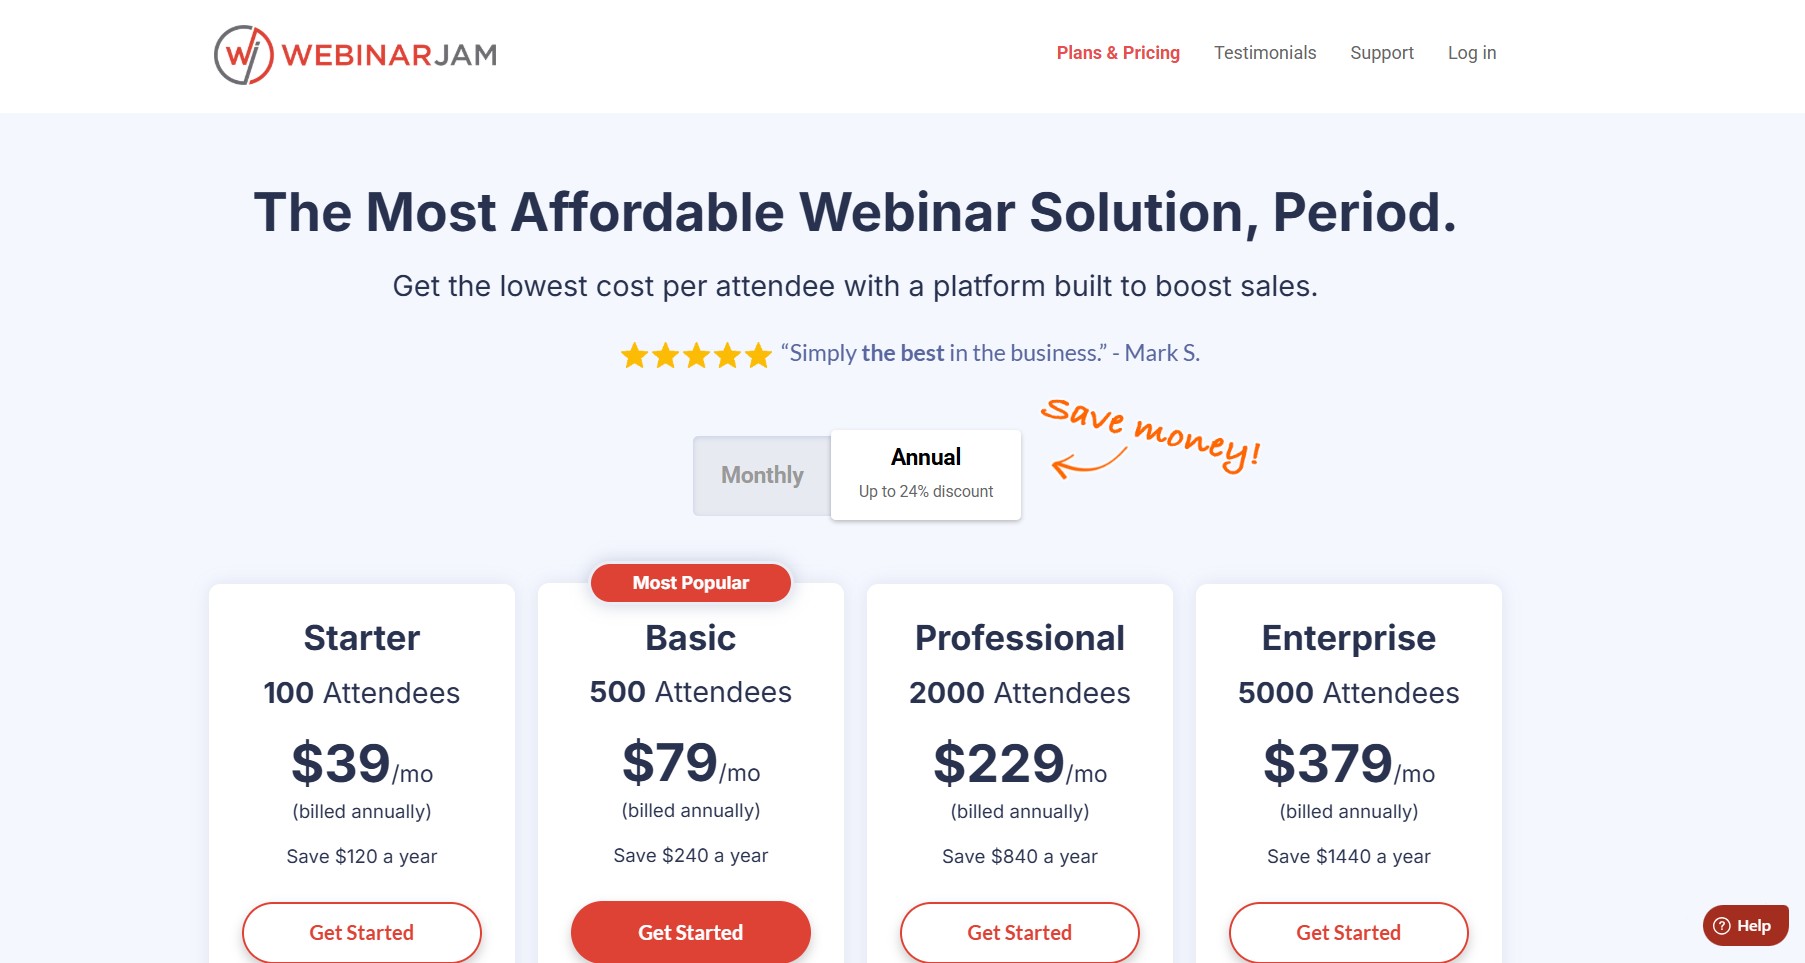 WEBINARJAM
Plans & Pricing Testimonials Support Log in
The Most Affordable Webinar Solution, Period.
Get the lowest cost per attendee with a platform built to boost sales.
“Simply the best in the business.” - Mark S.
Save money!
Monthly
Annual
Up to 24% discount
Starter
100 Attendees
$39/mo
(billed annually)
Save $120 a year
Get Started
Most Popular
Basic
500 Attendees
$79/mo
(billed annually)
Save $240 a year
Get Started
Professional
2000 Attendees
$229/mo
(billed annually)
Save $840 a year
Get Started
Enterprise
5000 Attendees
$379/mo
(billed annually)
Save $1440 a year
Get Started
Help